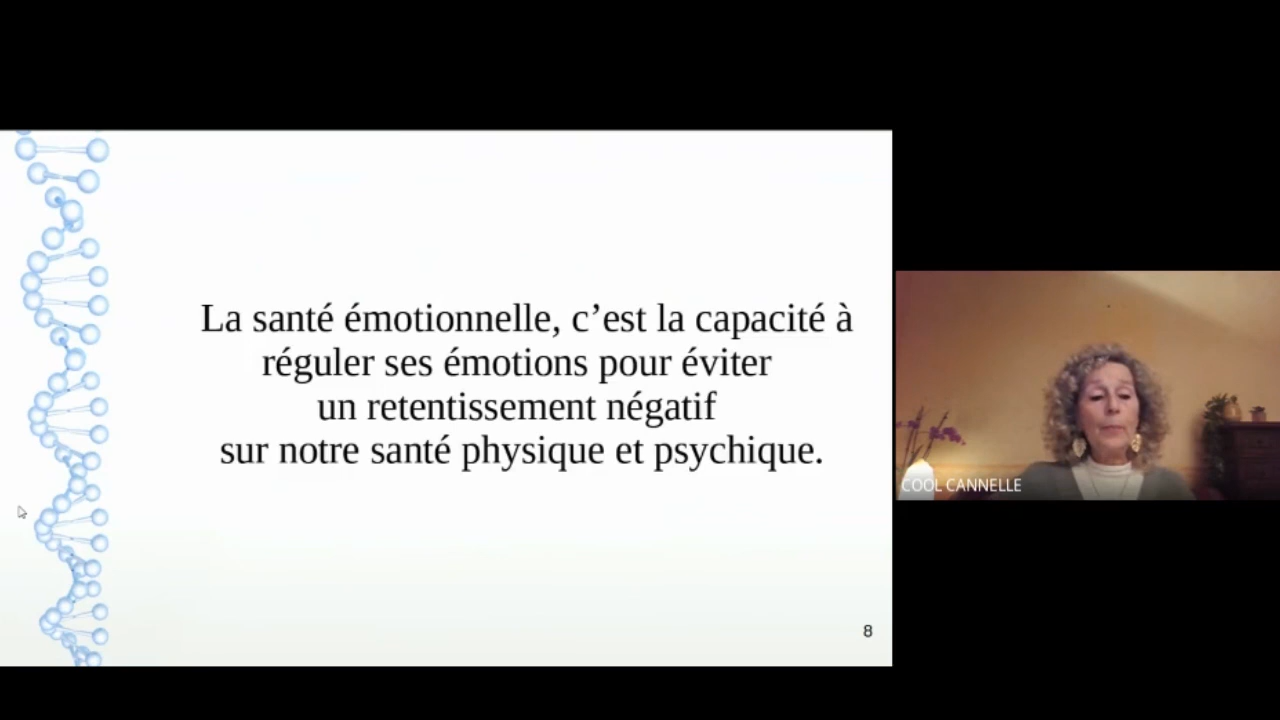 La santé émotionnelle, c’est la capacité à
réguler ses émotions pour éviter
un retentissement négatif
sur notre santé physique et psychique.
8
COOL CANNELLE